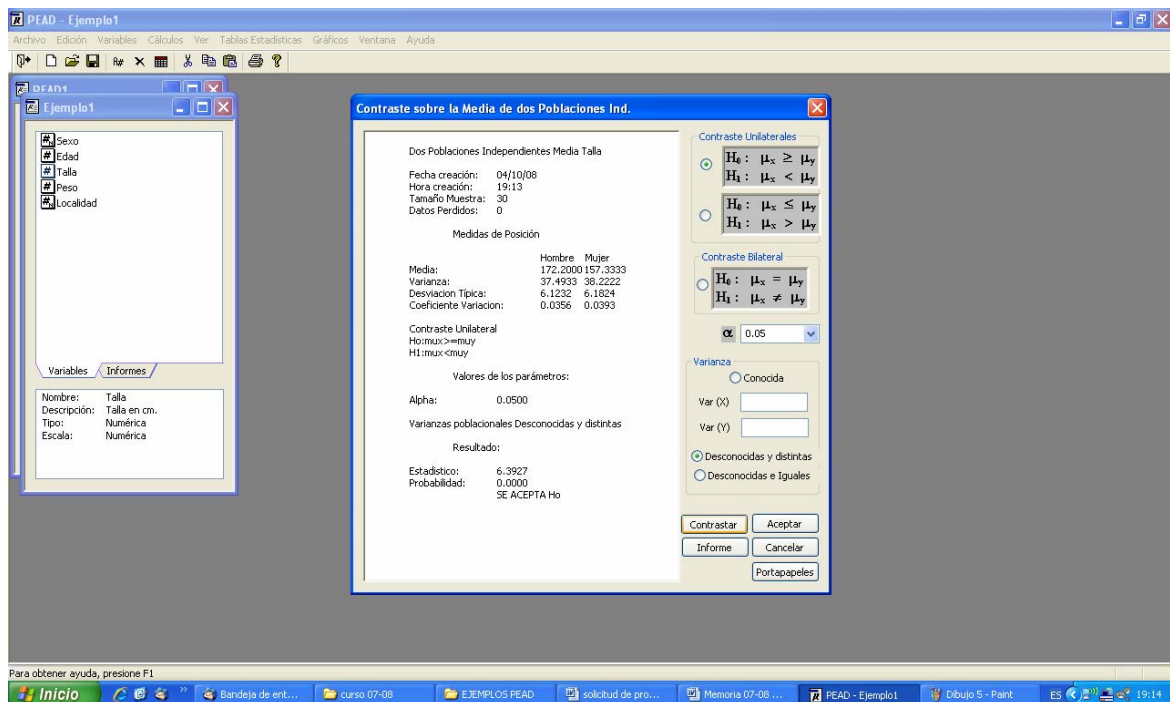 PEAD - Ejemplo1
Archivo Edición Variables Cálculos Ver Tablas Estadísticas Gráficos Ventana Ayuda
PEAD1
Ejemplo1
Sexo
Edad
Talla
Peso
Localidad
Variables Informes
Nombre: Talla
Descripción: Talla en cm.
Tipo: Numérica
Escala: Numérica
Contraste sobre la Media de dos Poblaciones Ind.
Dos Poblaciones Independientes Media Talla
Fecha creación: 04/10/08
Hora creación: 19:13
Tamaño Muestra: 30
Datos Perdidos: 0
Medidas de Posición
Hombre Mujer
Media: 172.2000 157.3333
Varianza: 37.4933 38.2222
Desviacion Típica: 6.1232 6.1824
Coeficiente Variacion: 0.0356 0.0393
Contraste Unilateral
Ho:mux>=muy
H1:mux<muy
Valores de los parámetros:
Alpha: 0.0500
Varianzas poblacionales Desconocidas y distintas
Resultado:
Estadistico: 6.3927
Probabilidad: 0.0000
SE ACEPTA Ho
Contraste Unilaterales
H₀ : μx ≥ μy
H₁ : μx < μy
H₀ : μx ≤ μy
H₁ : μx > μy
Contraste Bilateral
H₀ : μx = μy
H₁ : μx ≠ μy
α 0.05
Varianza
Conocida
Var (X)
Var (Y)
Desconocidas y distintas
Desconocidas e Iguales
Contrastar Aceptar
Informe Cancelar
Portapapeles
Para obtener ayuda, presione F1
Inicio Bandeja de ent... curso 07-08 EJEMPLOS PEAD solicitud de pro... Memoria 07-08 ... PEAD - Ejemplo1 Dibujo 5 - Paint ES 19:14